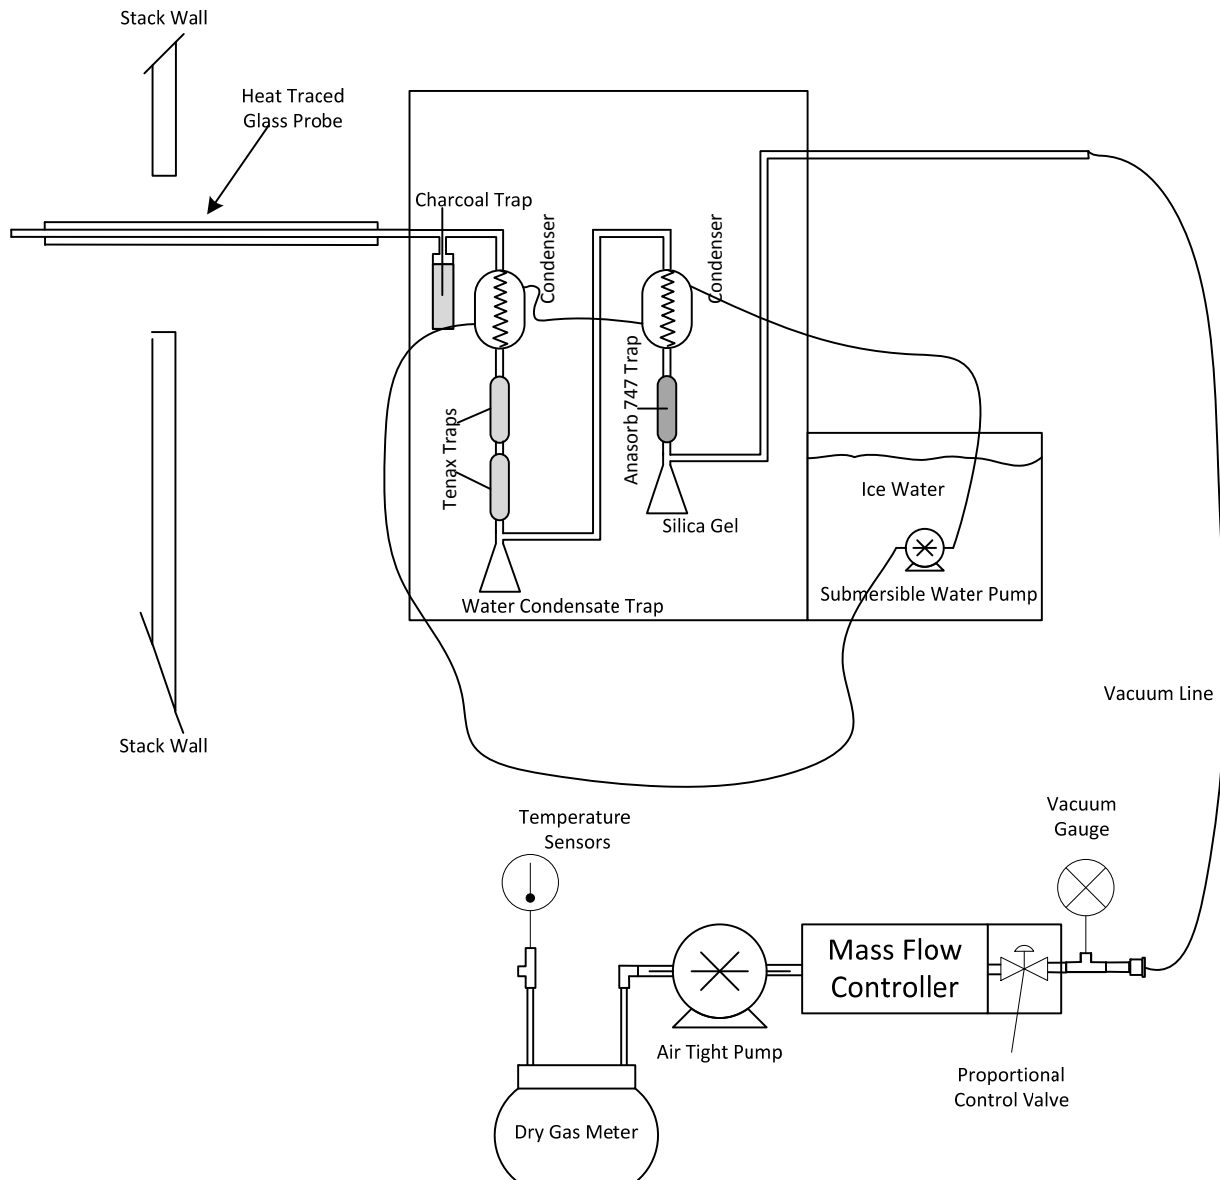 Stack Wall
Heat Traced
Glass Probe
Charcoal Trap
Condenser
Condenser
Anasorb 747 Trap
Tenax Traps
Ice Water
Silica Gel
Submersible Water Pump
Water Condensate Trap
Vacuum Line
Stack Wall
Vacuum
Gauge
Temperature
Sensors
Mass Flow
Controller
Air Tight Pump
Proportional
Control Valve
Dry Gas Meter